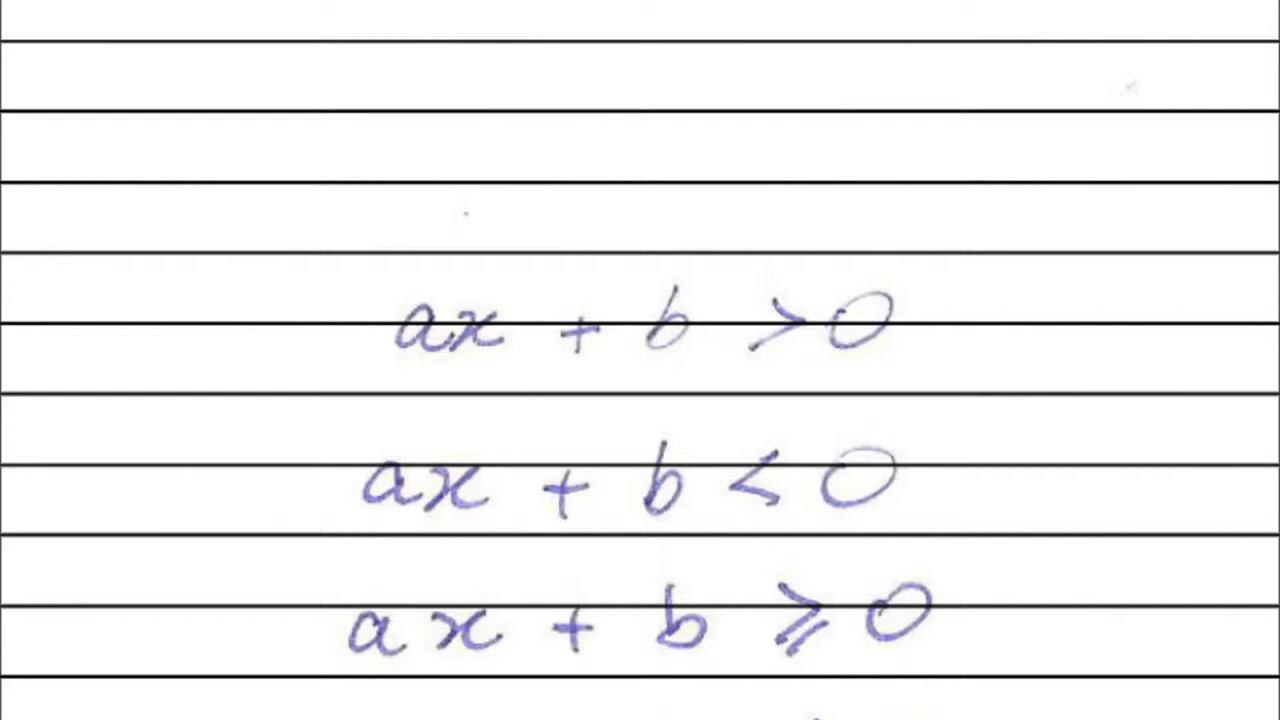 ax + b > 0
ax + b < 0
ax + b ⩾ 0